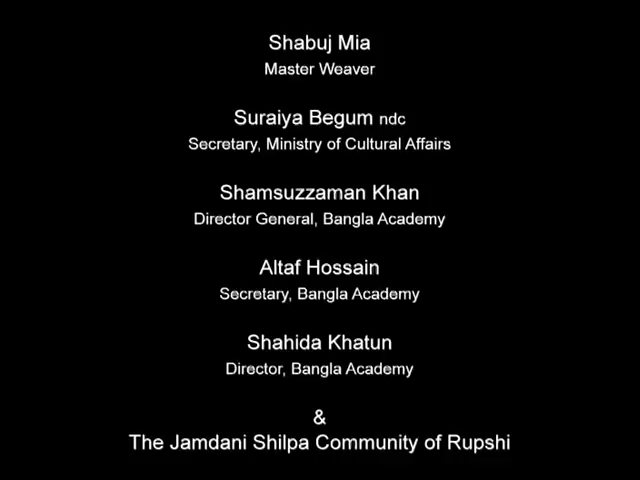 Shabuj Mia
Master Weaver
Suraiya Begum ndc
Secretary, Ministry of Cultural Affairs
Shamsuzzaman Khan
Director General, Bangla Academy
Altaf Hossain
Secretary, Bangla Academy
Shahida Khatun
Director, Bangla Academy
&
The Jamdani Shilpa Community of Rupshi